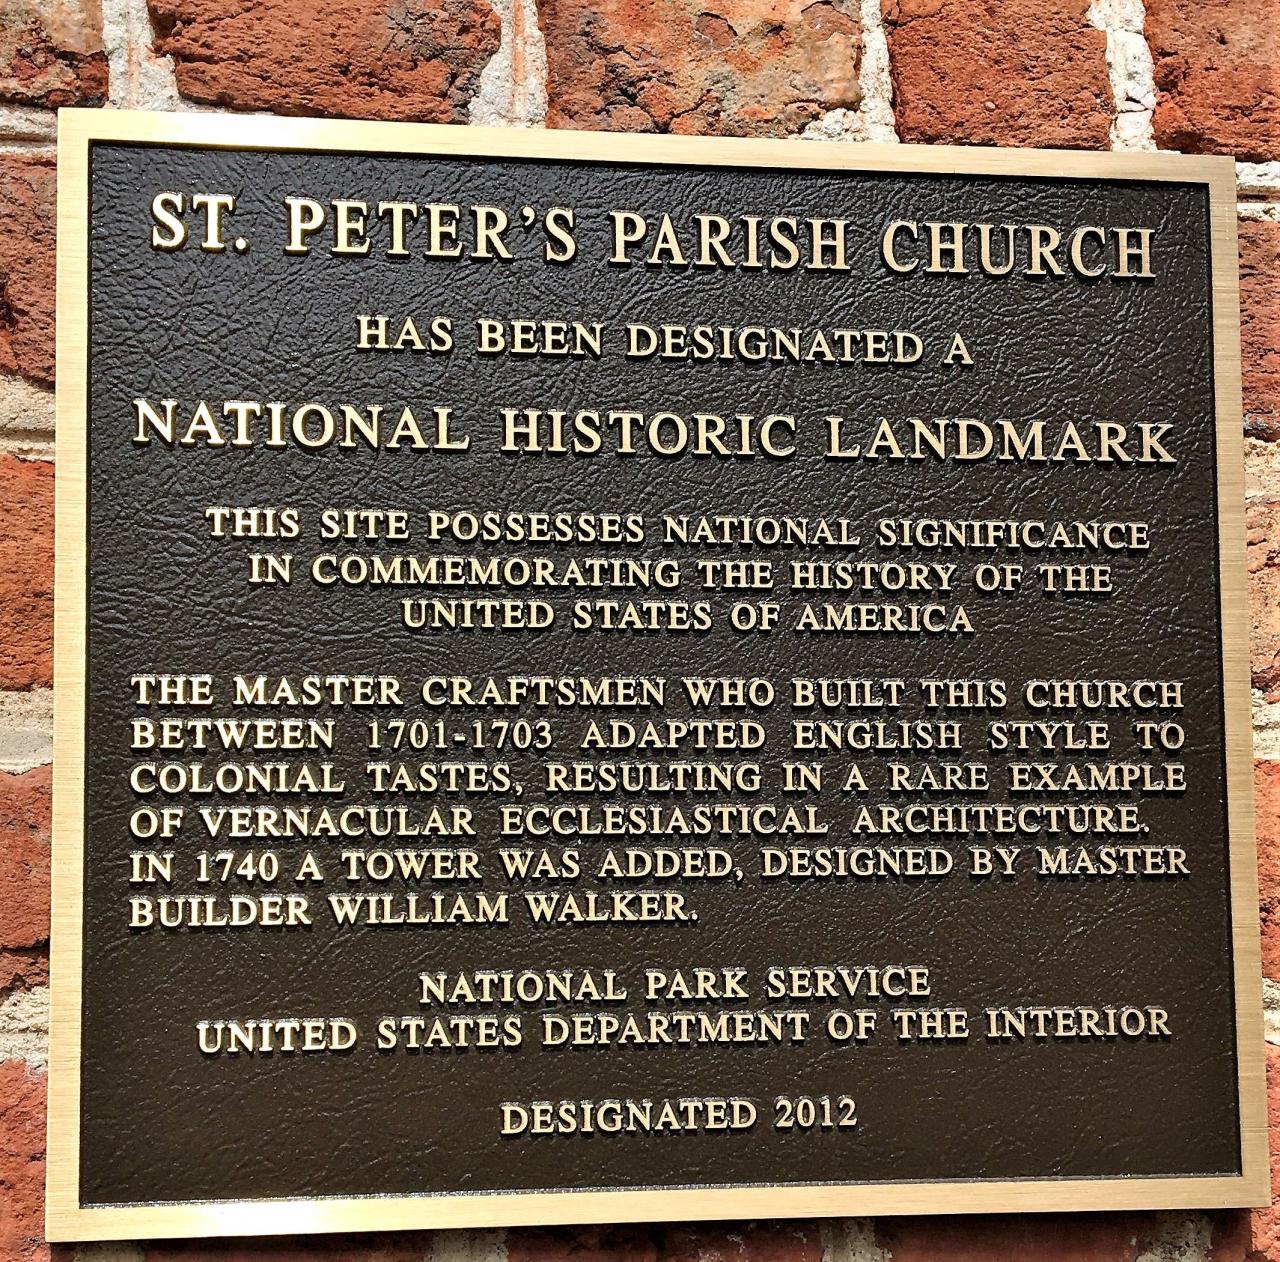 ST. PETER'S PARISH CHURCH
HAS BEEN DESIGNATED A
NATIONAL HISTORIC LANDMARK
THIS SITE POSSESSES NATIONAL SIGNIFICANCE
IN COMMEMORATING THE HISTORY OF THE
UNITED STATES OF AMERICA
THE MASTER CRAFTSMEN WHO BUILT THIS CHURCH
BETWEEN 1701-1703 ADAPTED ENGLISH STYLE TO
COLONIAL TASTES, RESULTING IN A RARE EXAMPLE
OF VERNACULAR ECCLESIASTICAL ARCHITECTURE.
IN 1740 A TOWER WAS ADDED, DESIGNED BY MASTER
BUILDER WILLIAM WALKER.
NATIONAL PARK SERVICE
UNITED STATES DEPARTMENT OF THE INTERIOR
DESIGNATED 2012